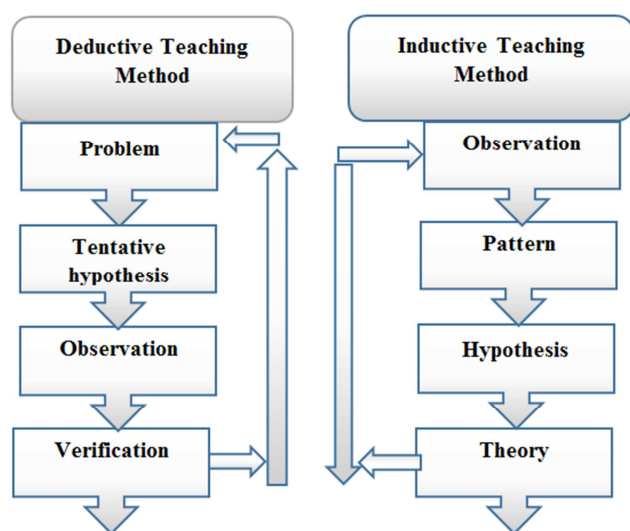 Deductive Teaching
Method
Problem
Tentative
hypothesis
Observation
Verification
Inductive Teaching
Method
Observation
Pattern
Hypothesis
Theory